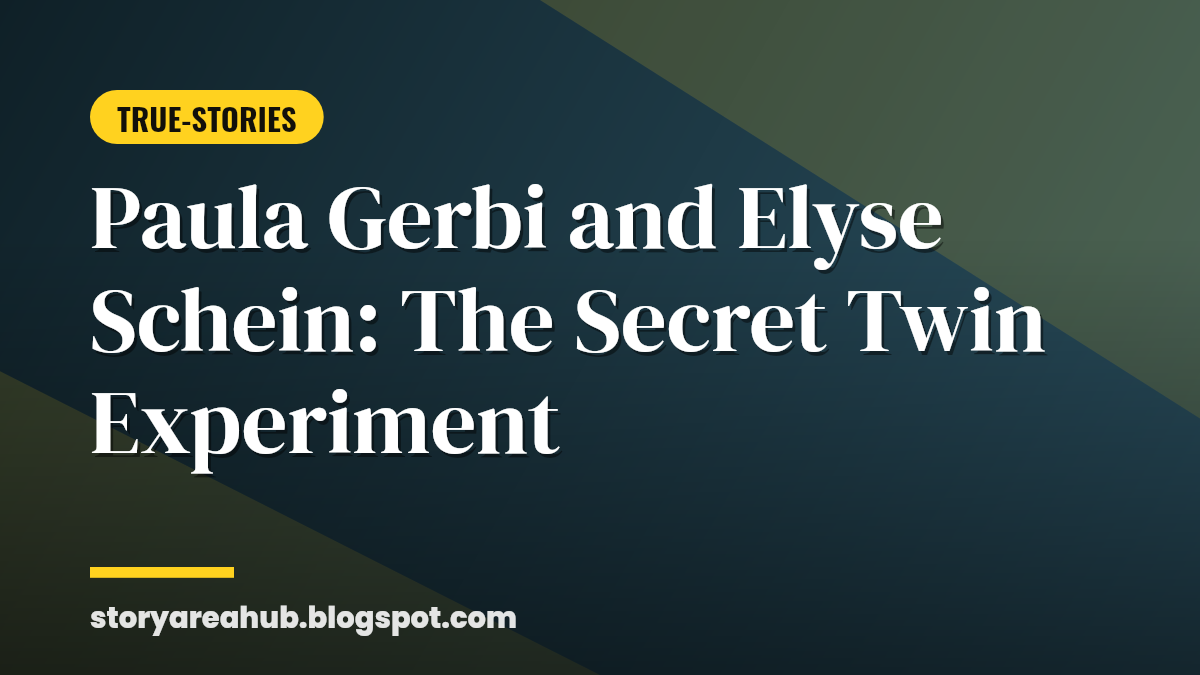 TRUE-STORIES
Paula Gerbi and Elyse
Schein: The Secret Twin
Experiment
storyareahub.blogspot.com